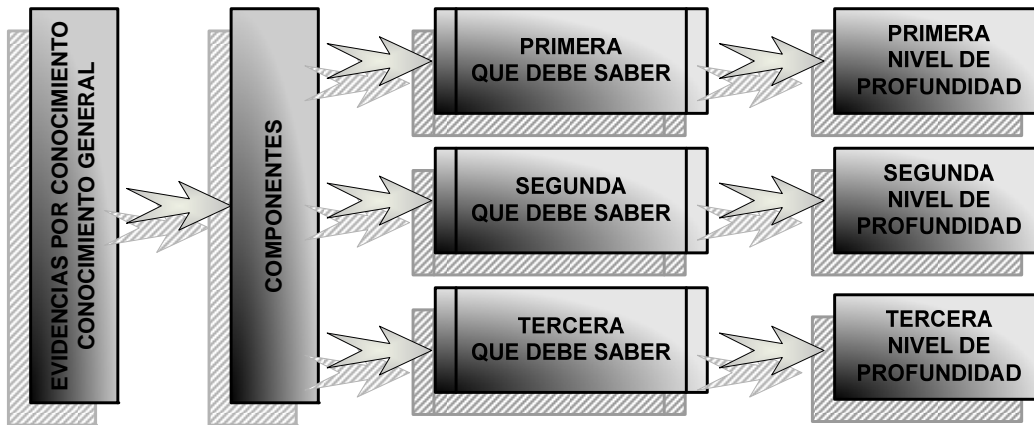 EVIDENCIAS POR CONOCIMIENTO
CONOCIMIENTO GENERAL
COMPONENTES
PRIMERA
QUE DEBE SABER
PRIMERA
NIVEL DE
PROFUNDIDAD
SEGUNDA
QUE DEBE SABER
SEGUNDA
NIVEL DE
PROFUNDIDAD
TERCERA
QUE DEBE SABER
TERCERA
NIVEL DE
PROFUNDIDAD